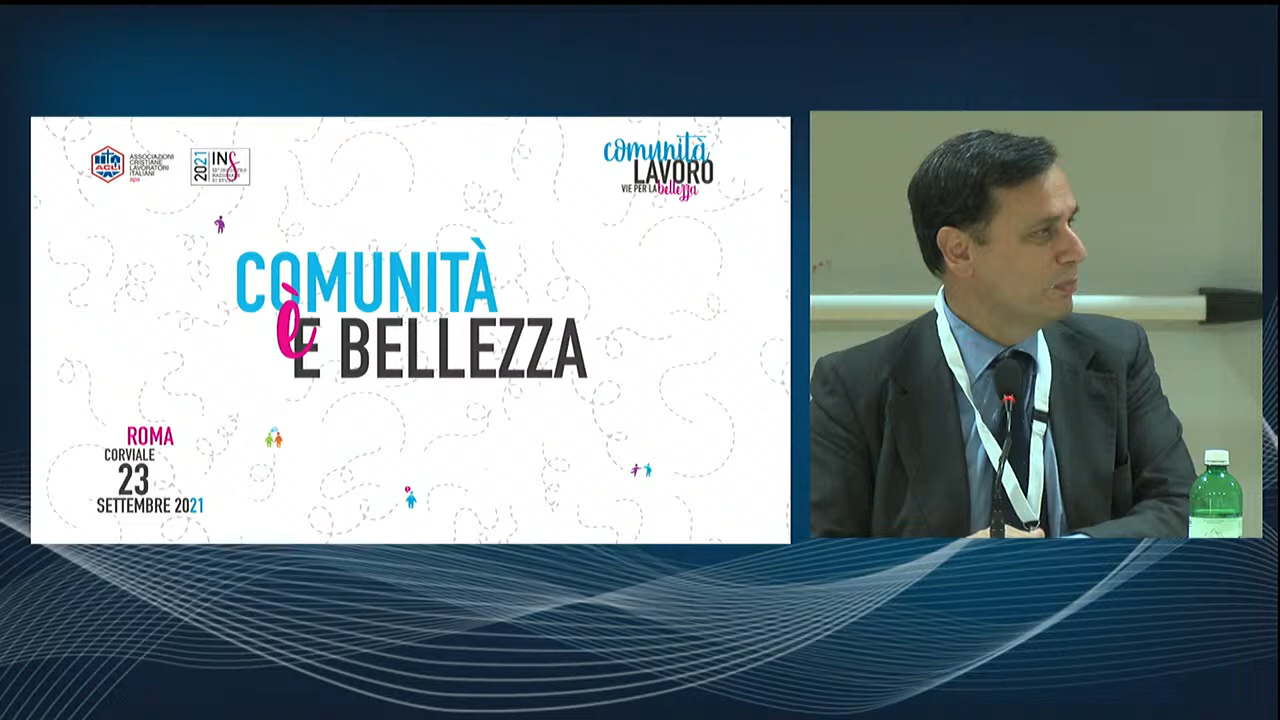 ACLI
ASSOCIAZIONI
CRISTIANE
LAVORATORI
ITALIANI
aps
2021
INS
comunità
LAVORO
VIE PER LA bellezza
COMUNITÀ
è E BELLEZZA
ROMA
CORVIALE
23
SETTEMBRE 2021